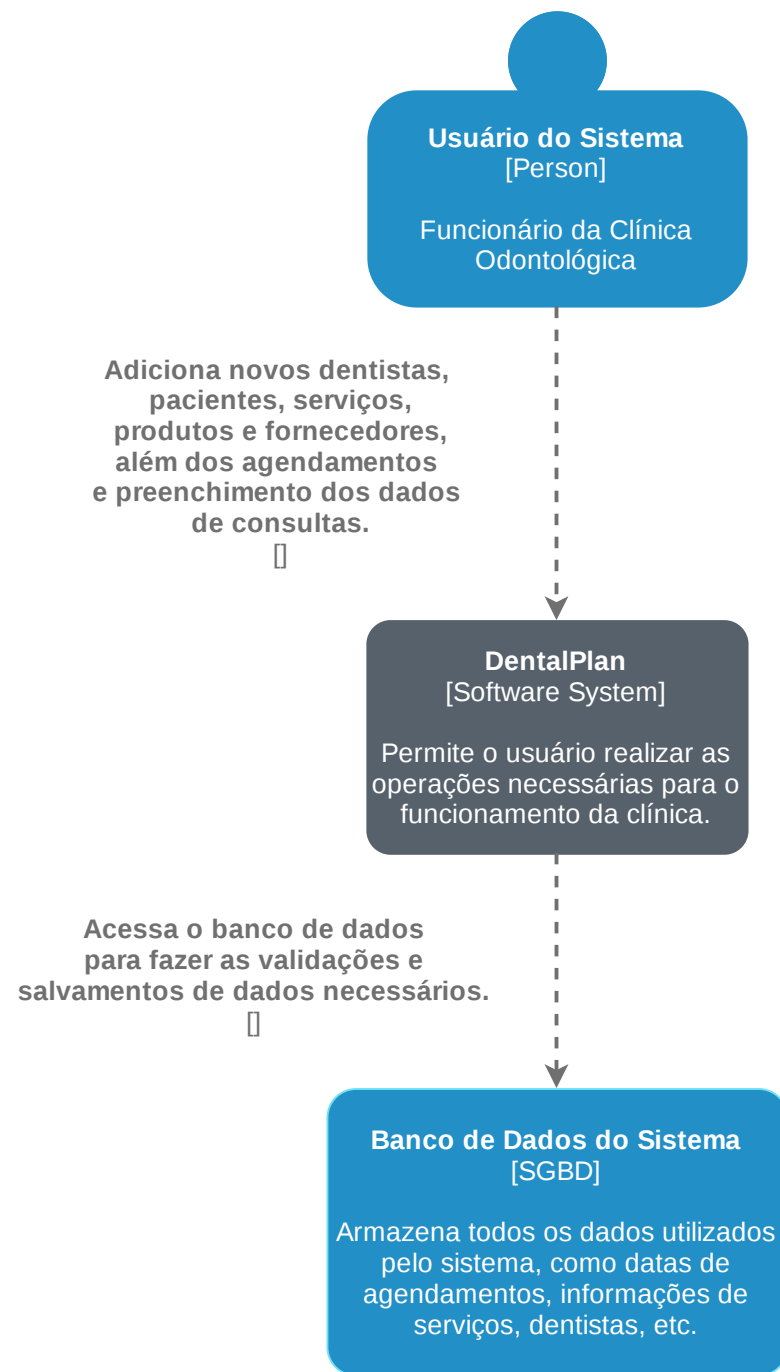 Usuário do Sistema
[Person]
Funcionário da Clínica
Odontológica
Adiciona novos dentistas,
pacientes, serviços,
produtos e fornecedores,
além dos agendamentos
e preenchimento dos dados
de consultas.
[]
DentalPlan
[Software System]
Permite o usuário realizar as
operações necessárias para o
funcionamento da clínica.
Acessa o banco de dados
para fazer as validações e
salvamentos de dados necessários.
[]
Banco de Dados do Sistema
[SGBD]
Armazena todos os dados utilizados
pelo sistema, como datas de
agendamentos, informações de
serviços, dentistas, etc.